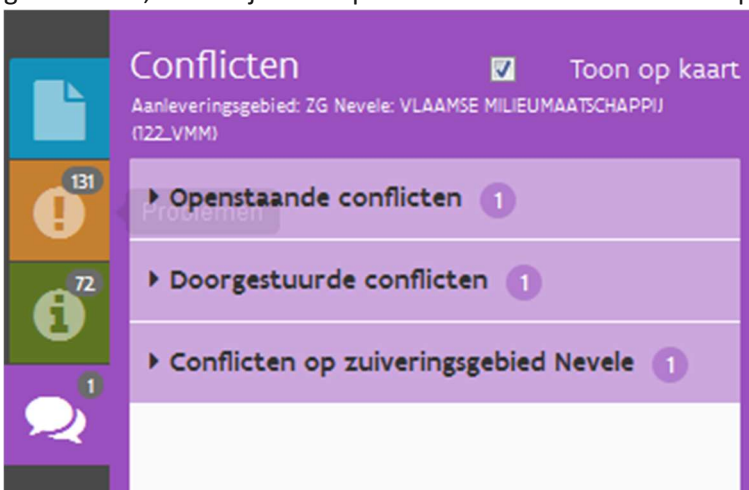 Conflicten
Toon op kaart
Aanleveringsgebied: ZG Nevele: VLAAMSE MILIEUMAATSCHAPPIJ
(122_VMM)
131
Openstaande conflicten 1
Problemen
72
Doorgestuurde conflicten 1
Conflicten op zuiveringsgebied Nevele 1
1